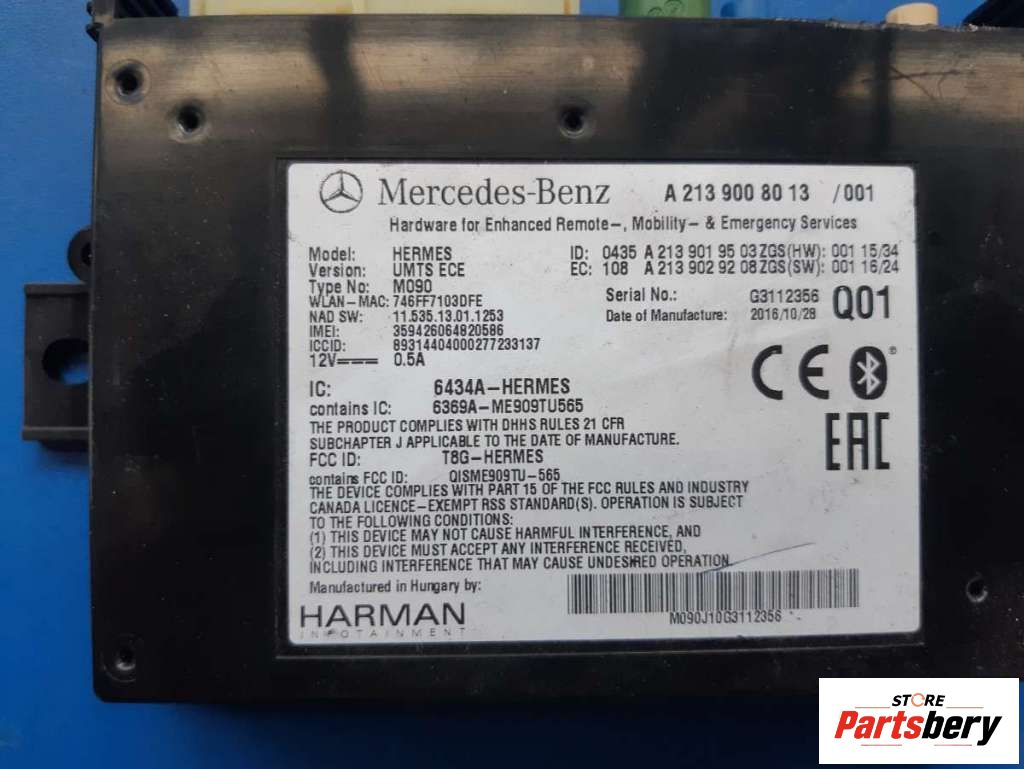 Mercedes-Benz A 213 900 80 13 /001
Hardware for Enhanced Remote-, Mobility- & Emergency Services
Model: HERMES ID: 0435 A 213 901 95 03 ZGS(HW): 001 15/34
Version: UMTS ECE EC: 108 A 213 902 92 08 ZGS(SW): 001 16/24
Type No: M090
WLAN-MAC: 746FF7103DFE Serial No.: G3112356 Q01
NAD SW: 11.535.13.01.1253 Date of Manufacture: 2016/10/28
IMEI: 359426064820586
ICCID: 89314404000277233137
12V 0.5A
CE
IC: 6434A-HERMES
contains IC: 6369A-ME909TU565
THE PRODUCT COMPLIES WITH DHHS RULES 21 CFR
SUBCHAPTER J APPLICABLE TO THE DATE OF MANUFACTURE.
EAC
FCC ID: T8G-HERMES
contains FCC ID: QISME909TU-565
THE DEVICE COMPLIES WITH PART 15 OF THE FCC RULES AND INDUSTRY
CANADA LICENCE-EXEMPT RSS STANDARD(S). OPERATION IS SUBJECT
TO THE FOLLOWING CONDITIONS:
(1) THIS DEVICE MAY NOT CAUSE HARMFUL INTERFERENCE, AND
(2) THIS DEVICE MUST ACCEPT ANY INTERFERENCE RECEIVED,
INCLUDING INTERFERENCE THAT MAY CAUSE UNDESIRED OPERATION.
Manufactured in Hungary by:
HARMAN
INFOTAINMENT
M090J10G3112356
STORE
Partsbery